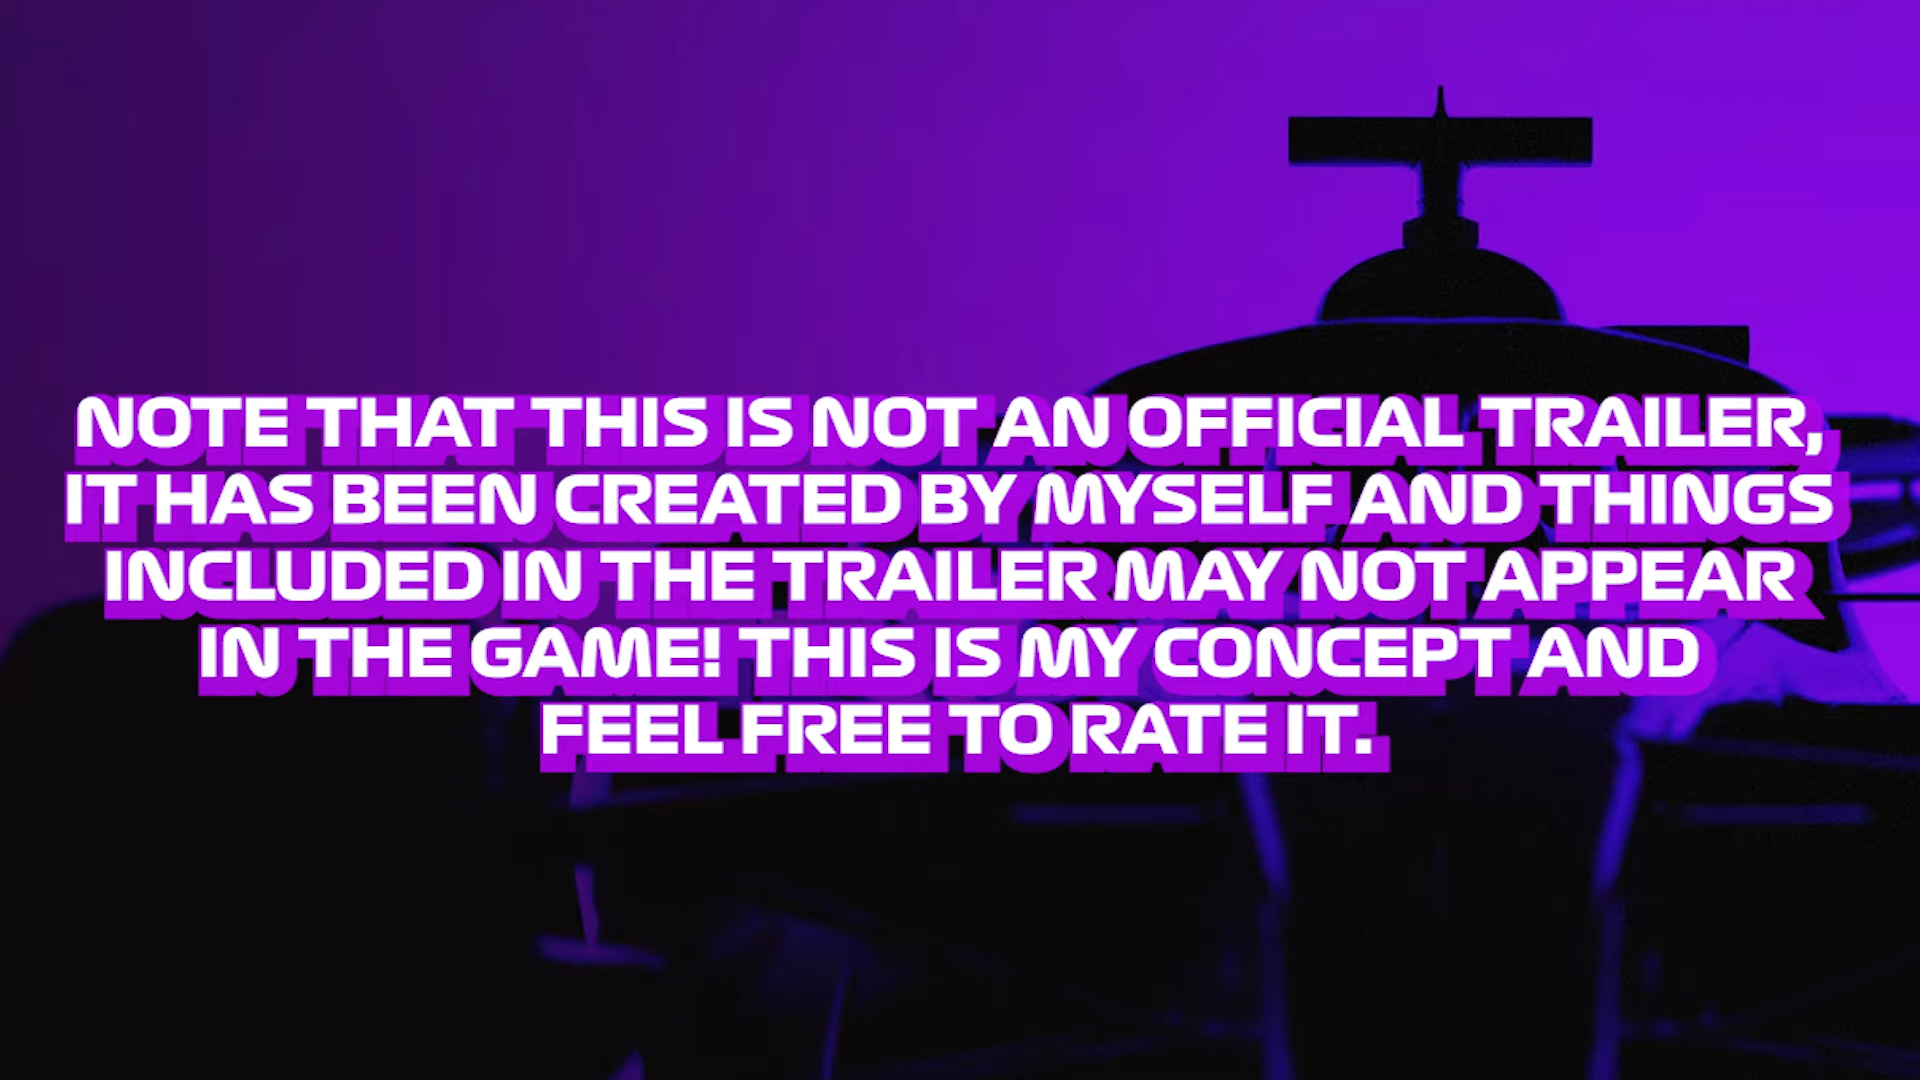 NOTE THAT THIS IS NOT AN OFFICIAL TRAILER,
IT HAS BEEN CREATED BY MYSELF AND THINGS
INCLUDED IN THE TRAILER MAY NOT APPEAR
IN THE GAME! THIS IS MY CONCEPT AND
FEEL FREE TO RATE IT.